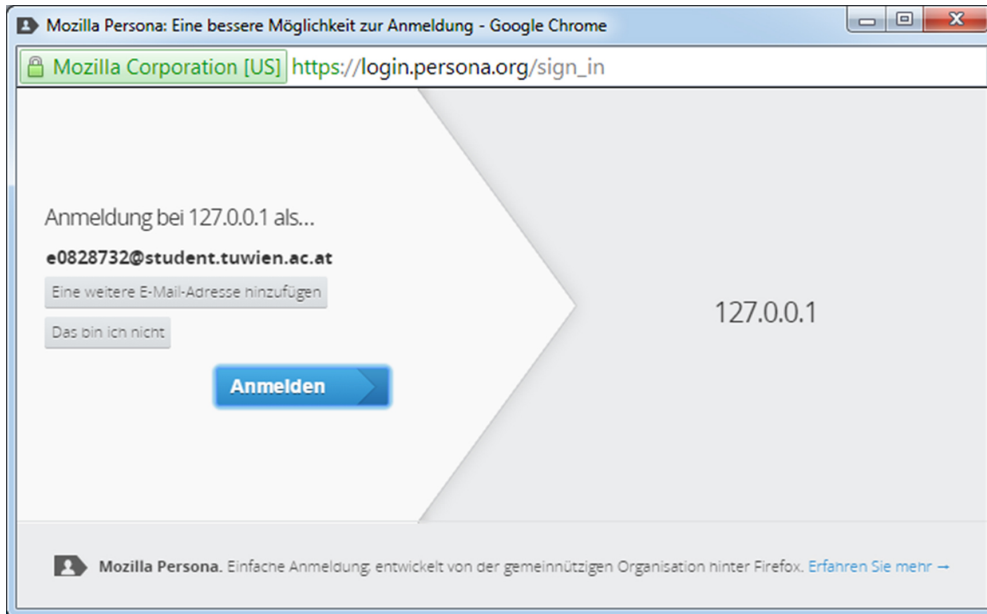 Mozilla Persona: Eine bessere Möglichkeit zur Anmeldung - Google Chrome
Mozilla Corporation [US] https://login.persona.org/sign_in
Anmeldung bei 127.0.0.1 als...
e0828732@student.tuwien.ac.at
Eine weitere E-Mail-Adresse hinzufügen
Das bin ich nicht
Anmelden
127.0.0.1
Mozilla Persona. Einfache Anmeldung, entwickelt von der gemeinnützigen Organisation hinter Firefox. Erfahren Sie mehr →